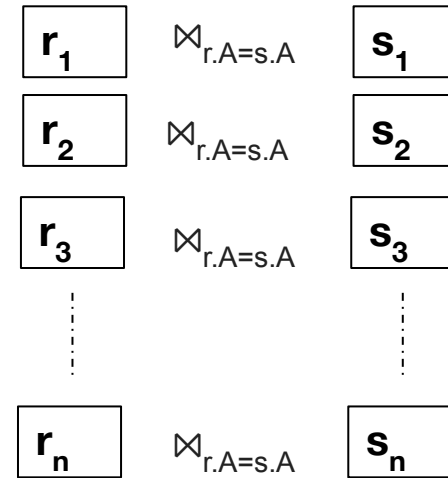 r₁ ⋈ r.A=s.A s₁
r₂ ⋈ r.A=s.A s₂
r₃ ⋈ r.A=s.A s₃
rₙ ⋈ r.A=s.A sₙ